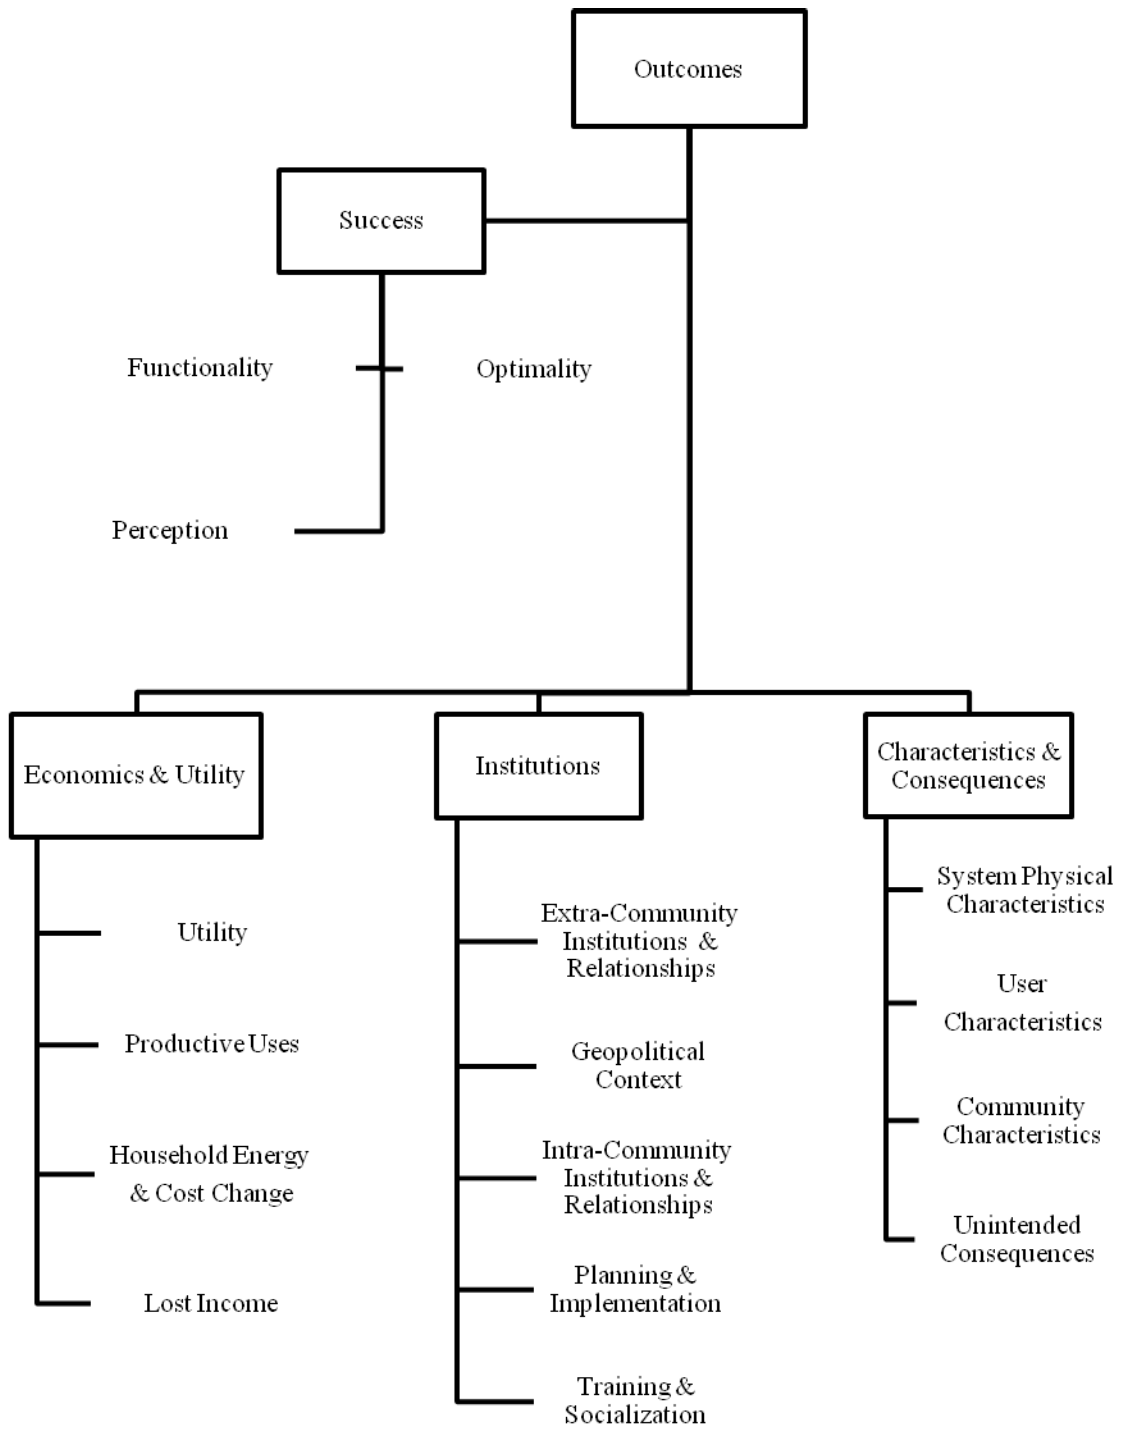 Outcomes
Success
Functionality
Optimality
Perception
Economics & Utility
Utility
Productive Uses
Household Energy
& Cost Change
Lost Income
Institutions
Extra-Community
Institutions &
Relationships
Geopolitical
Context
Intra-Community
Institutions &
Relationships
Planning &
Implementation
Training &
Socialization
Characteristics &
Consequences
System Physical
Characteristics
User
Characteristics
Community
Characteristics
Unintended
Consequences